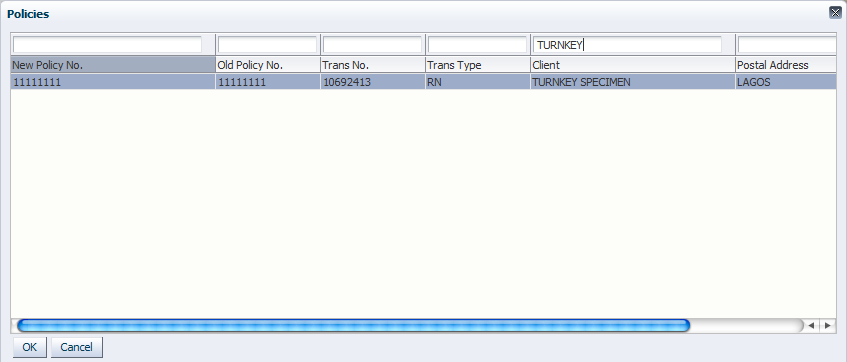 Policies
TURNKEY
New Policy No. Old Policy No. Trans No. Trans Type Client Postal Address
11111111 11111111 10692413 RN TURNKEY SPECIMEN LAGOS
OK Cancel